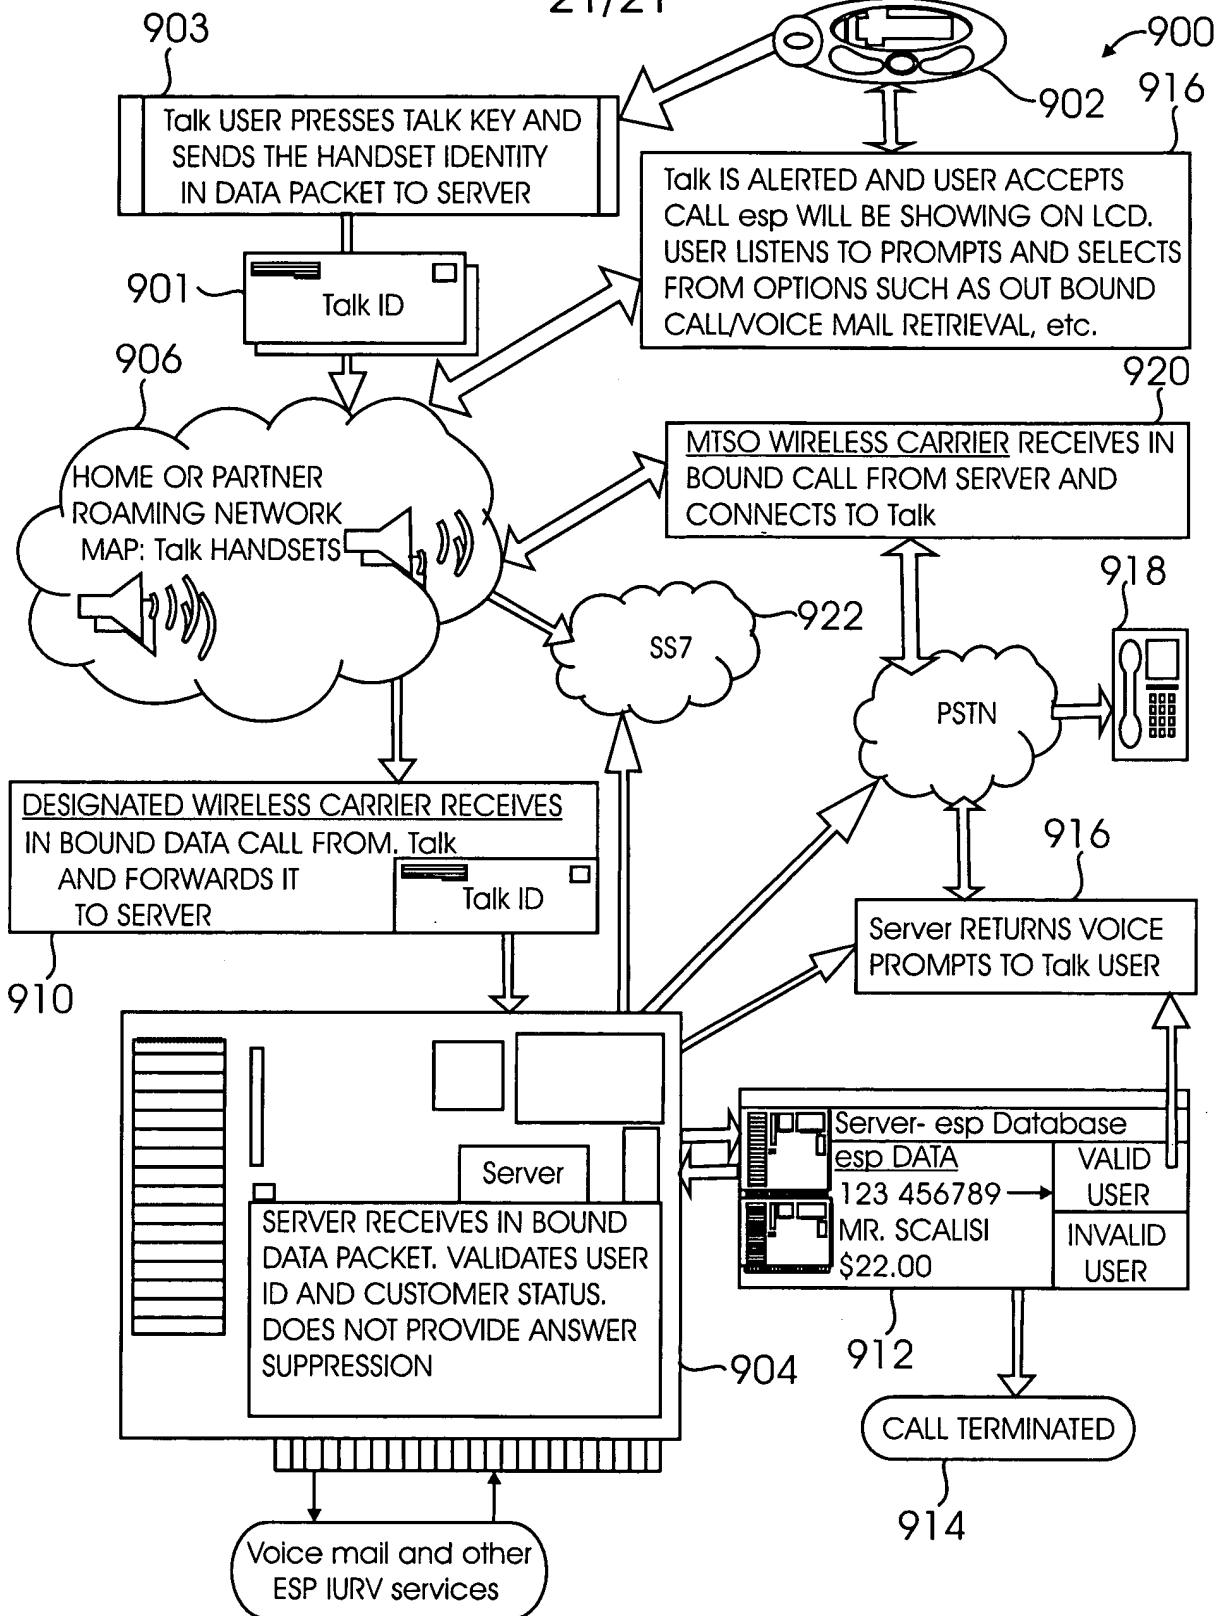 21/21
903
900
902
916
Talk USER PRESSES TALK KEY AND
SENDS THE HANDSET IDENTITY
IN DATA PACKET TO SERVER
Talk IS ALERTED AND USER ACCEPTS
CALL esp WILL BE SHOWING ON LCD.
USER LISTENS TO PROMPTS AND SELECTS
FROM OPTIONS SUCH AS OUT BOUND
CALL/VOICE MAIL RETRIEVAL, etc.
901
Talk ID
906
920
HOME OR PARTNER
ROAMING NETWORK
MAP: Talk HANDSETS
MTSO WIRELESS CARRIER RECEIVES IN
BOUND CALL FROM SERVER AND
CONNECTS TO Talk
918
922
SS7
PSTN
DESIGNATED WIRELESS CARRIER RECEIVES
IN BOUND DATA CALL FROM. Talk
AND FORWARDS IT
TO SERVER
Talk ID
910
916
Server RETURNS VOICE
PROMPTS TO Talk USER
Server
SERVER RECEIVES IN BOUND
DATA PACKET. VALIDATES USER
ID AND CUSTOMER STATUS.
DOES NOT PROVIDE ANSWER
SUPPRESSION
904
Server- esp Database
esp DATA
123 456789
MR. SCALISI
$22.00
VALID
USER
INVALID
USER
912
CALL TERMINATED
914
Voice mail and other
ESP IURV services